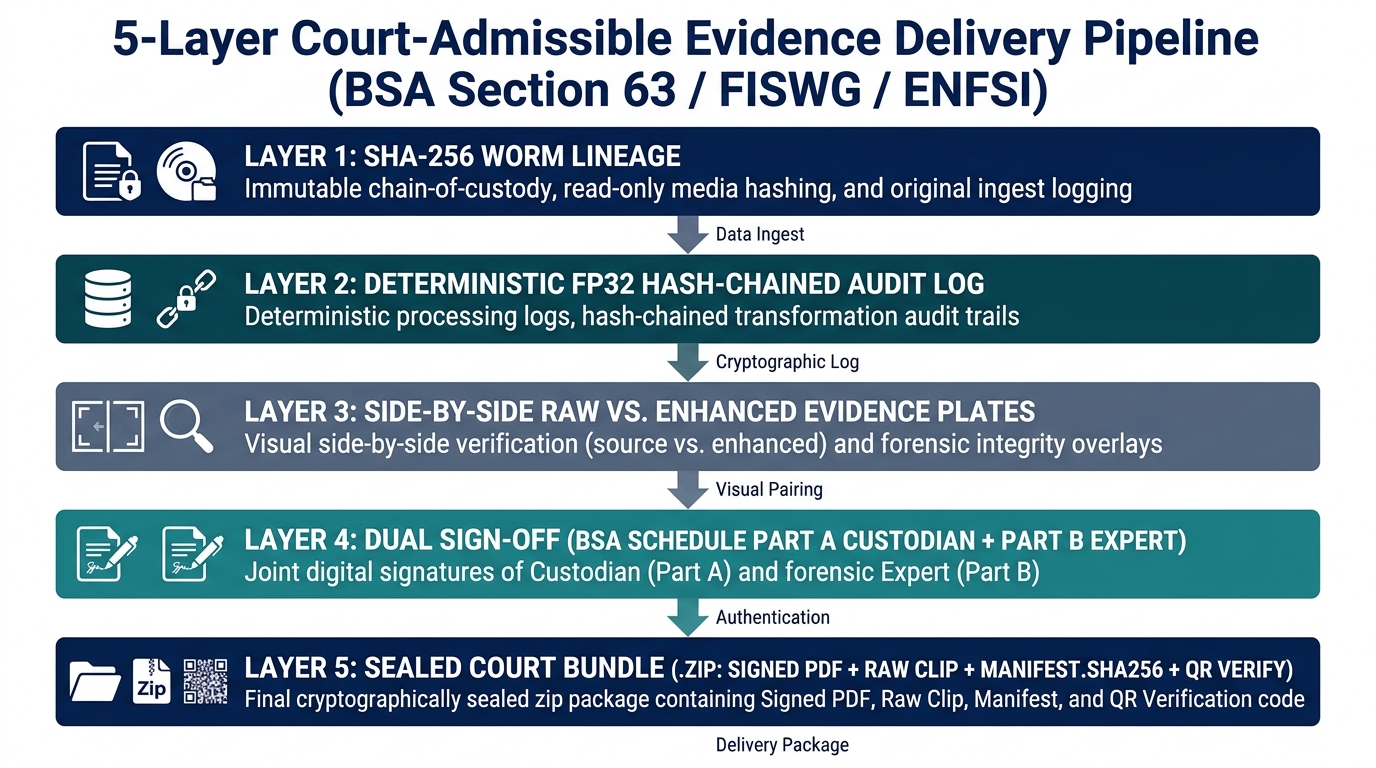 5-Layer Court-Admissible Evidence Delivery Pipeline
(BSA Section 63 / FISWG / ENFSI)
LAYER 1: SHA-256 WORM LINEAGE
Immutable chain-of-custody, read-only media hashing, and original ingest logging
Data Ingest
LAYER 2: DETERMINISTIC FP32 HASH-CHAINED AUDIT LOG
Deterministic processing logs, hash-chained transformation audit trails
Cryptographic Log
LAYER 3: SIDE-BY-SIDE RAW VS. ENHANCED EVIDENCE PLATES
Visual side-by-side verification (source vs. enhanced) and forensic integrity overlays
Visual Pairing
LAYER 4: DUAL SIGN-OFF (BSA SCHEDULE PART A CUSTODIAN + PART B EXPERT)
Joint digital signatures of Custodian (Part A) and forensic Expert (Part B)
Authentication
Zip
LAYER 5: SEALED COURT BUNDLE (.ZIP: SIGNED PDF + RAW CLIP + MANIFEST.SHA256 + QR VERIFY)
Final cryptographically sealed zip package containing Signed PDF, Raw Clip, Manifest, and QR Verification code
Delivery Package